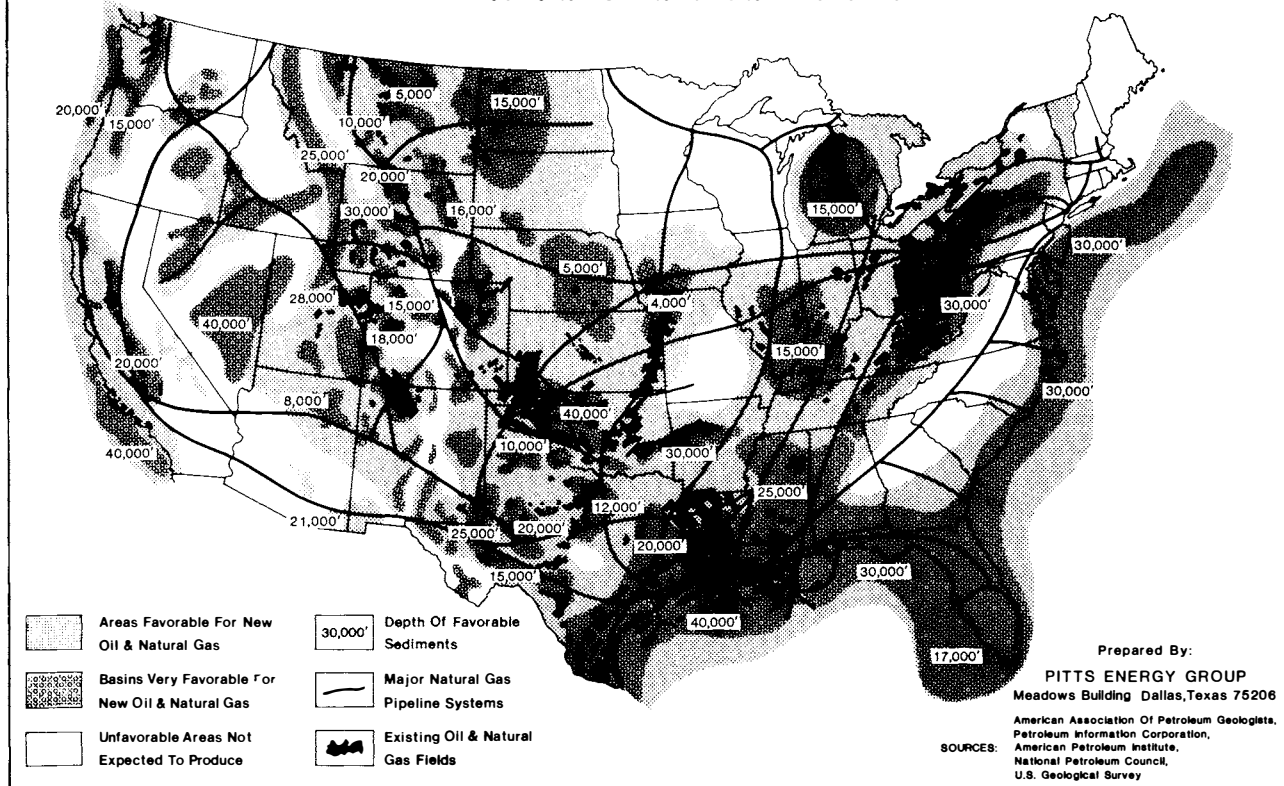 20,000'
15,000'
5,000'
15,000'
10,000'
25,000'
20,000'
30,000'
16,000'
15,000'
30,000'
5,000'
4,000'
28,000'
15,000'
40,000'
18,000'
30,000'
15,000'
20,000'
8,000'
40,000'
30,000'
40,000'
10,000'
30,000'
25,000'
21,000'
12,000'
25,000'
20,000'
20,000'
15,000'
30,000'
40,000'
17,000'
Areas Favorable For New
Oil & Natural Gas
Basins Very Favorable For
New Oil & Natural Gas
Unfavorable Areas Not
Expected To Produce
30,000'
Depth Of Favorable
Sediments
Major Natural Gas
Pipeline Systems
Existing Oil & Natural
Gas Fields
Prepared By:
PITTS ENERGY GROUP
Meadows Building Dallas,Texas 75206
SOURCES:
American Association Of Petroleum Geologists,
Petroleum Information Corporation,
American Petroleum Institute,
National Petroleum Council,
U.S. Geological Survey